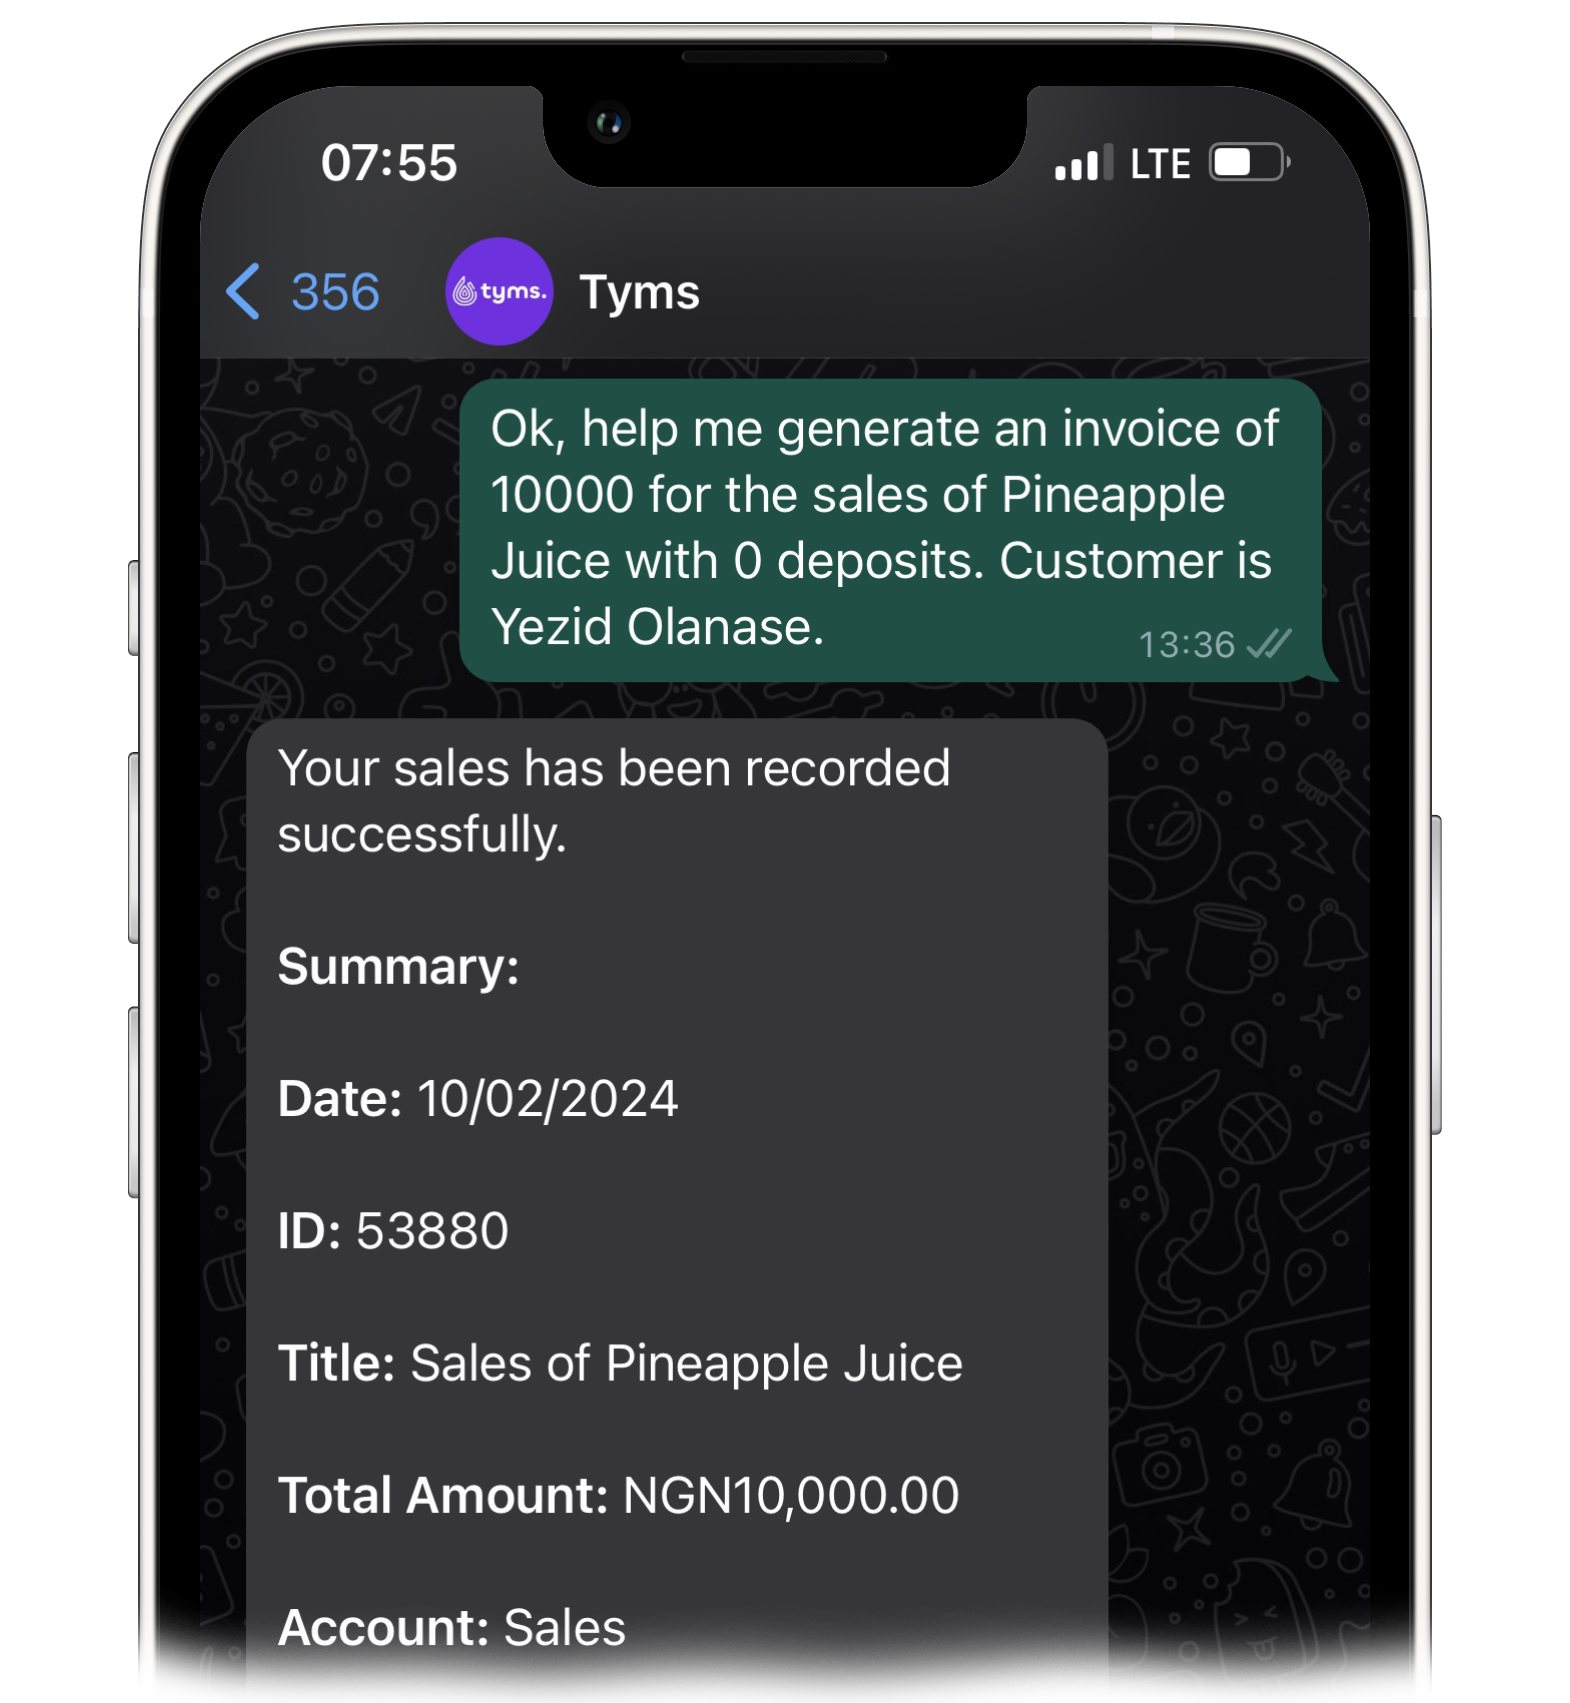 07:55
LTE
356
tyms.
Tyms
Ok, help me generate an invoice of
10000 for the sales of Pineapple
Juice with 0 deposits. Customer is
Yezid Olanase.
13:36
Your sales has been recorded
successfully.
Summary:
Date: 10/02/2024
ID: 53880
Title: Sales of Pineapple Juice
Total Amount: NGN10,000.00
Account: Sales